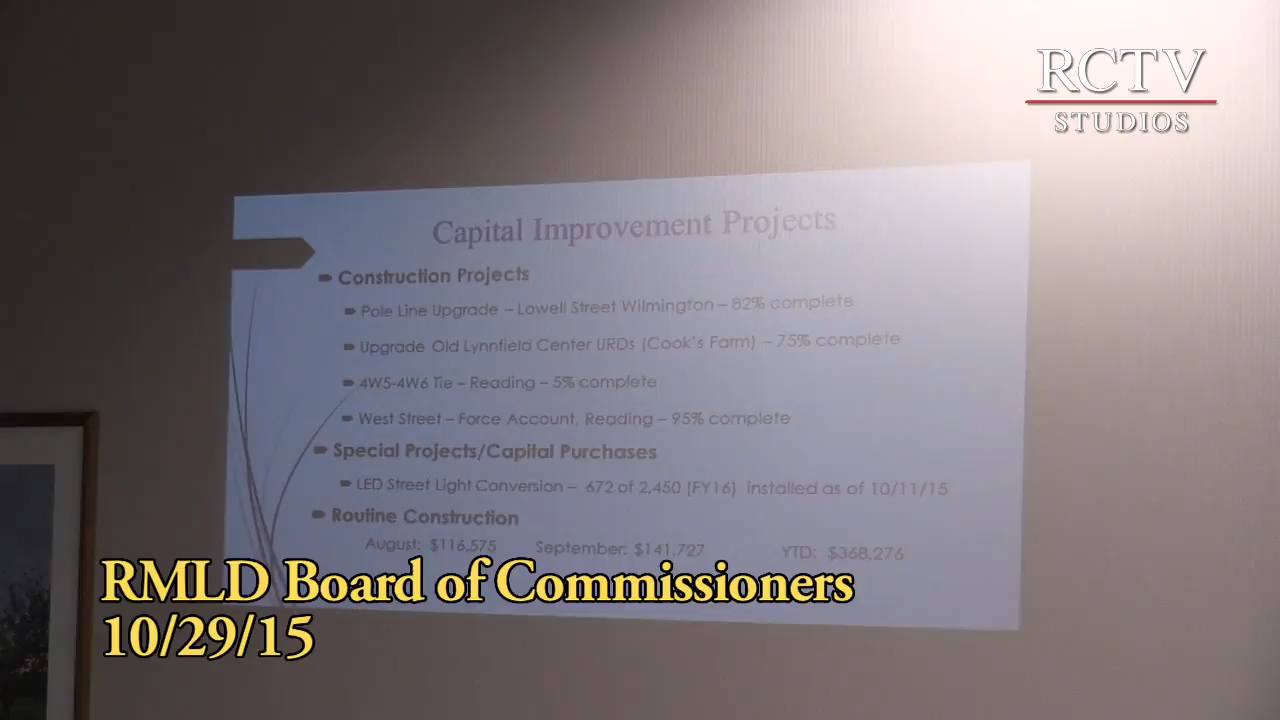 RCTV
STUDIOS
Capital Improvement Projects
Construction Projects
Pole Line Upgrade – Lowell Street Wilmington – 82% complete
Upgrade Old Lynnfield Center URDs (Cook's Farm) – 75% complete
4W5-4W6 Tie – Reading – 5% complete
West Street – Force Account, Reading – 95% complete
Special Projects/Capital Purchases
LED Street Light Conversion – 672 of 2,450 (FY16) installed as of 10/11/15
Routine Construction
August: $116,575 September: $141,727 YTD: $368,276
RMLD Board of Commissioners
10/29/15